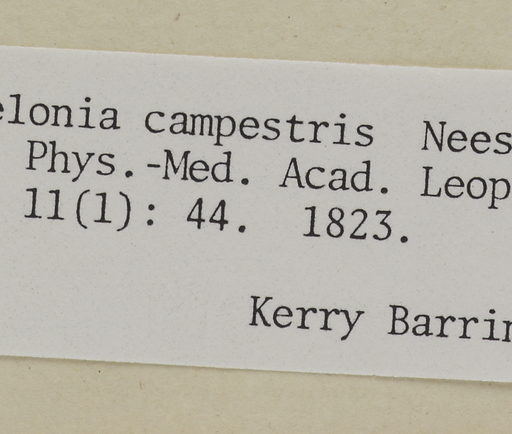 elonia campestris Nees
Phys.-Med. Acad. Leop
11(1): 44. 1823.
Kerry Barrin